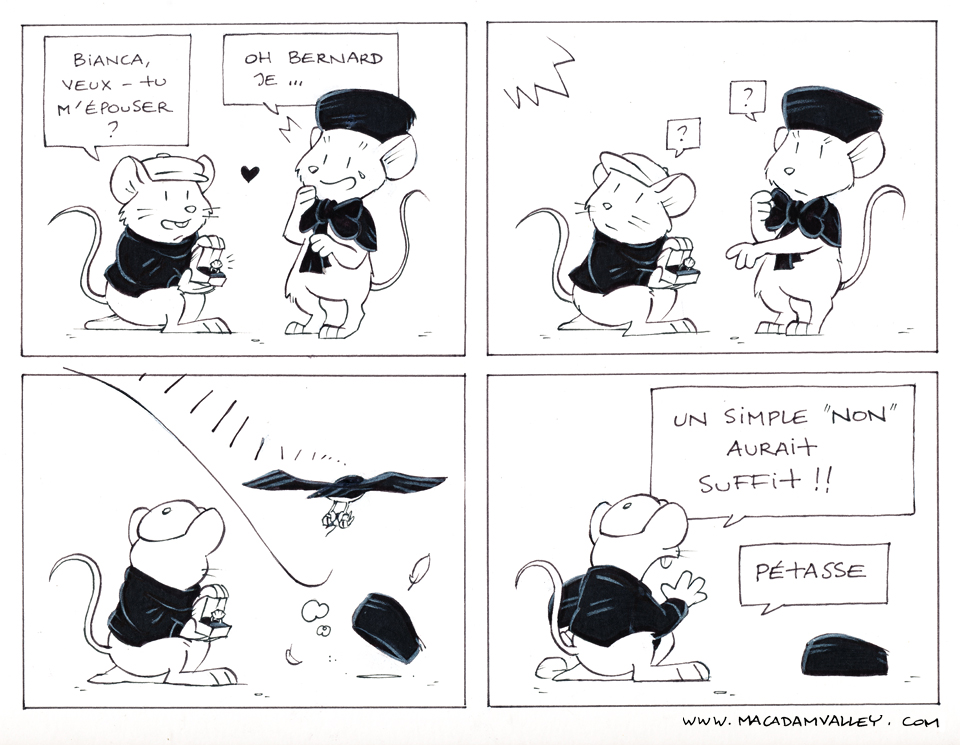 BIANCA,
VEUX-TU
M'ÉPOUSER
?
OH BERNARD
JE ...
?
?
UN SIMPLE "NON"
AURAIT
SUFFIT !!
PÉTASSE
WWW.MACADAMVALLEY.COM